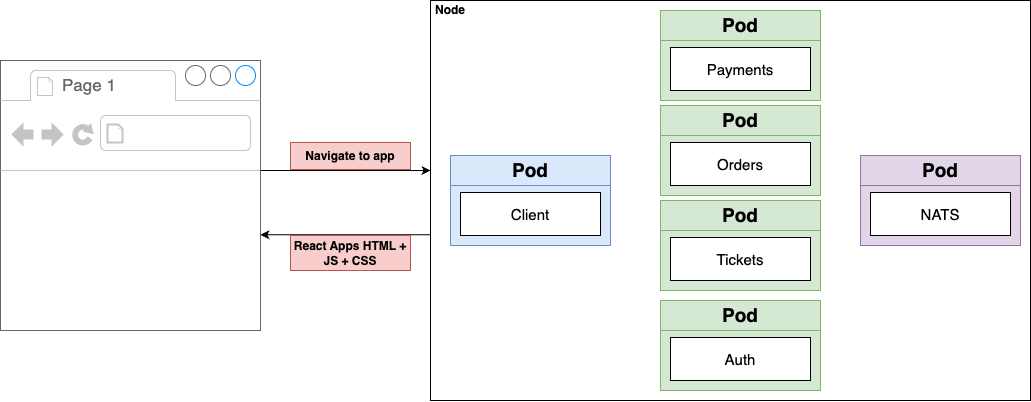 Node
Page 1
Navigate to app
React Apps HTML +
JS + CSS
Pod
Client
Pod
Payments
Pod
Orders
Pod
Tickets
Pod
Auth
Pod
NATS